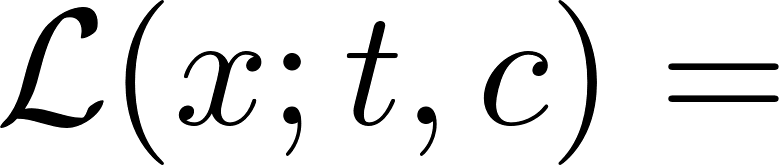 ℒ(x; t, c) =